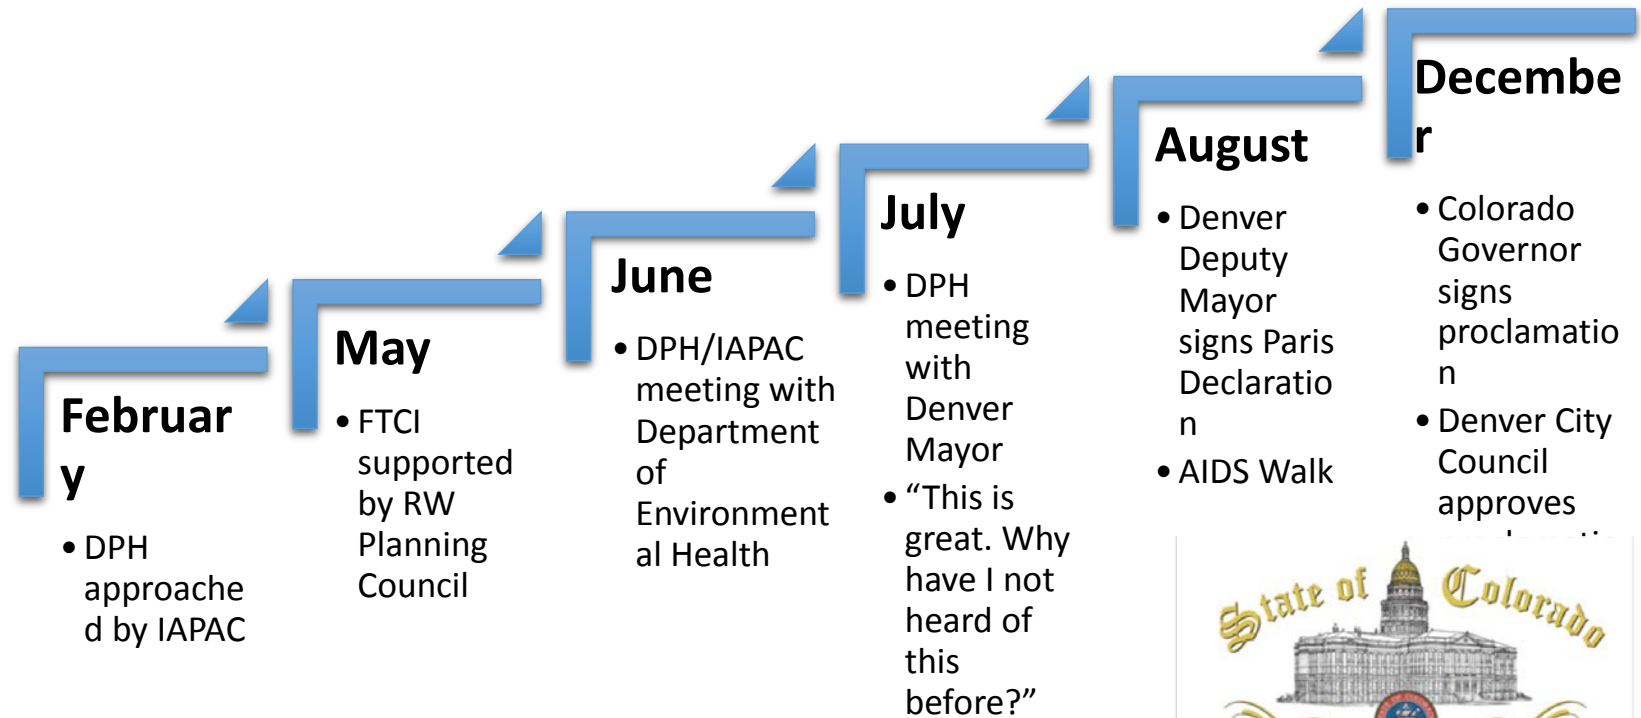 Februar
y
• DPH
approache
d by IAPAC
May
• FTCI
supported
by RW
Planning
Council
June
• DPH/IAPAC
meeting with
Department
of
Environment
al Health
July
• DPH
meeting
with
Denver
Mayor
• “This is
great. Why
have I not
heard of
this
before?”
August
• Denver
Deputy
Mayor
signs Paris
Declaratio
n
• AIDS Walk
Decembe
r
• Colorado
Governor
signs
proclamatio
n
• Denver City
Council
approves
State of Colorado